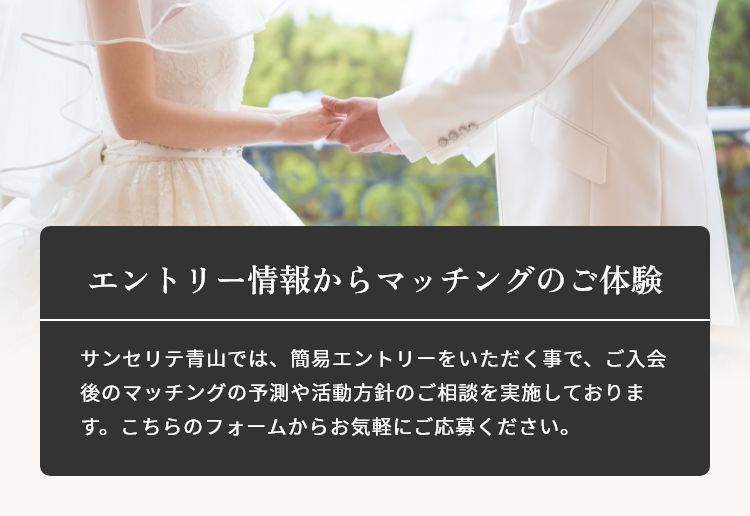 エントリー情報からマッチングのご体験
サンセリテ青山では、簡易エントリーをいただく事で、ご入会
後のマッチングの予測や活動方針のご相談を実施しておりま
す。こちらのフォームからお気軽にご応募ください。